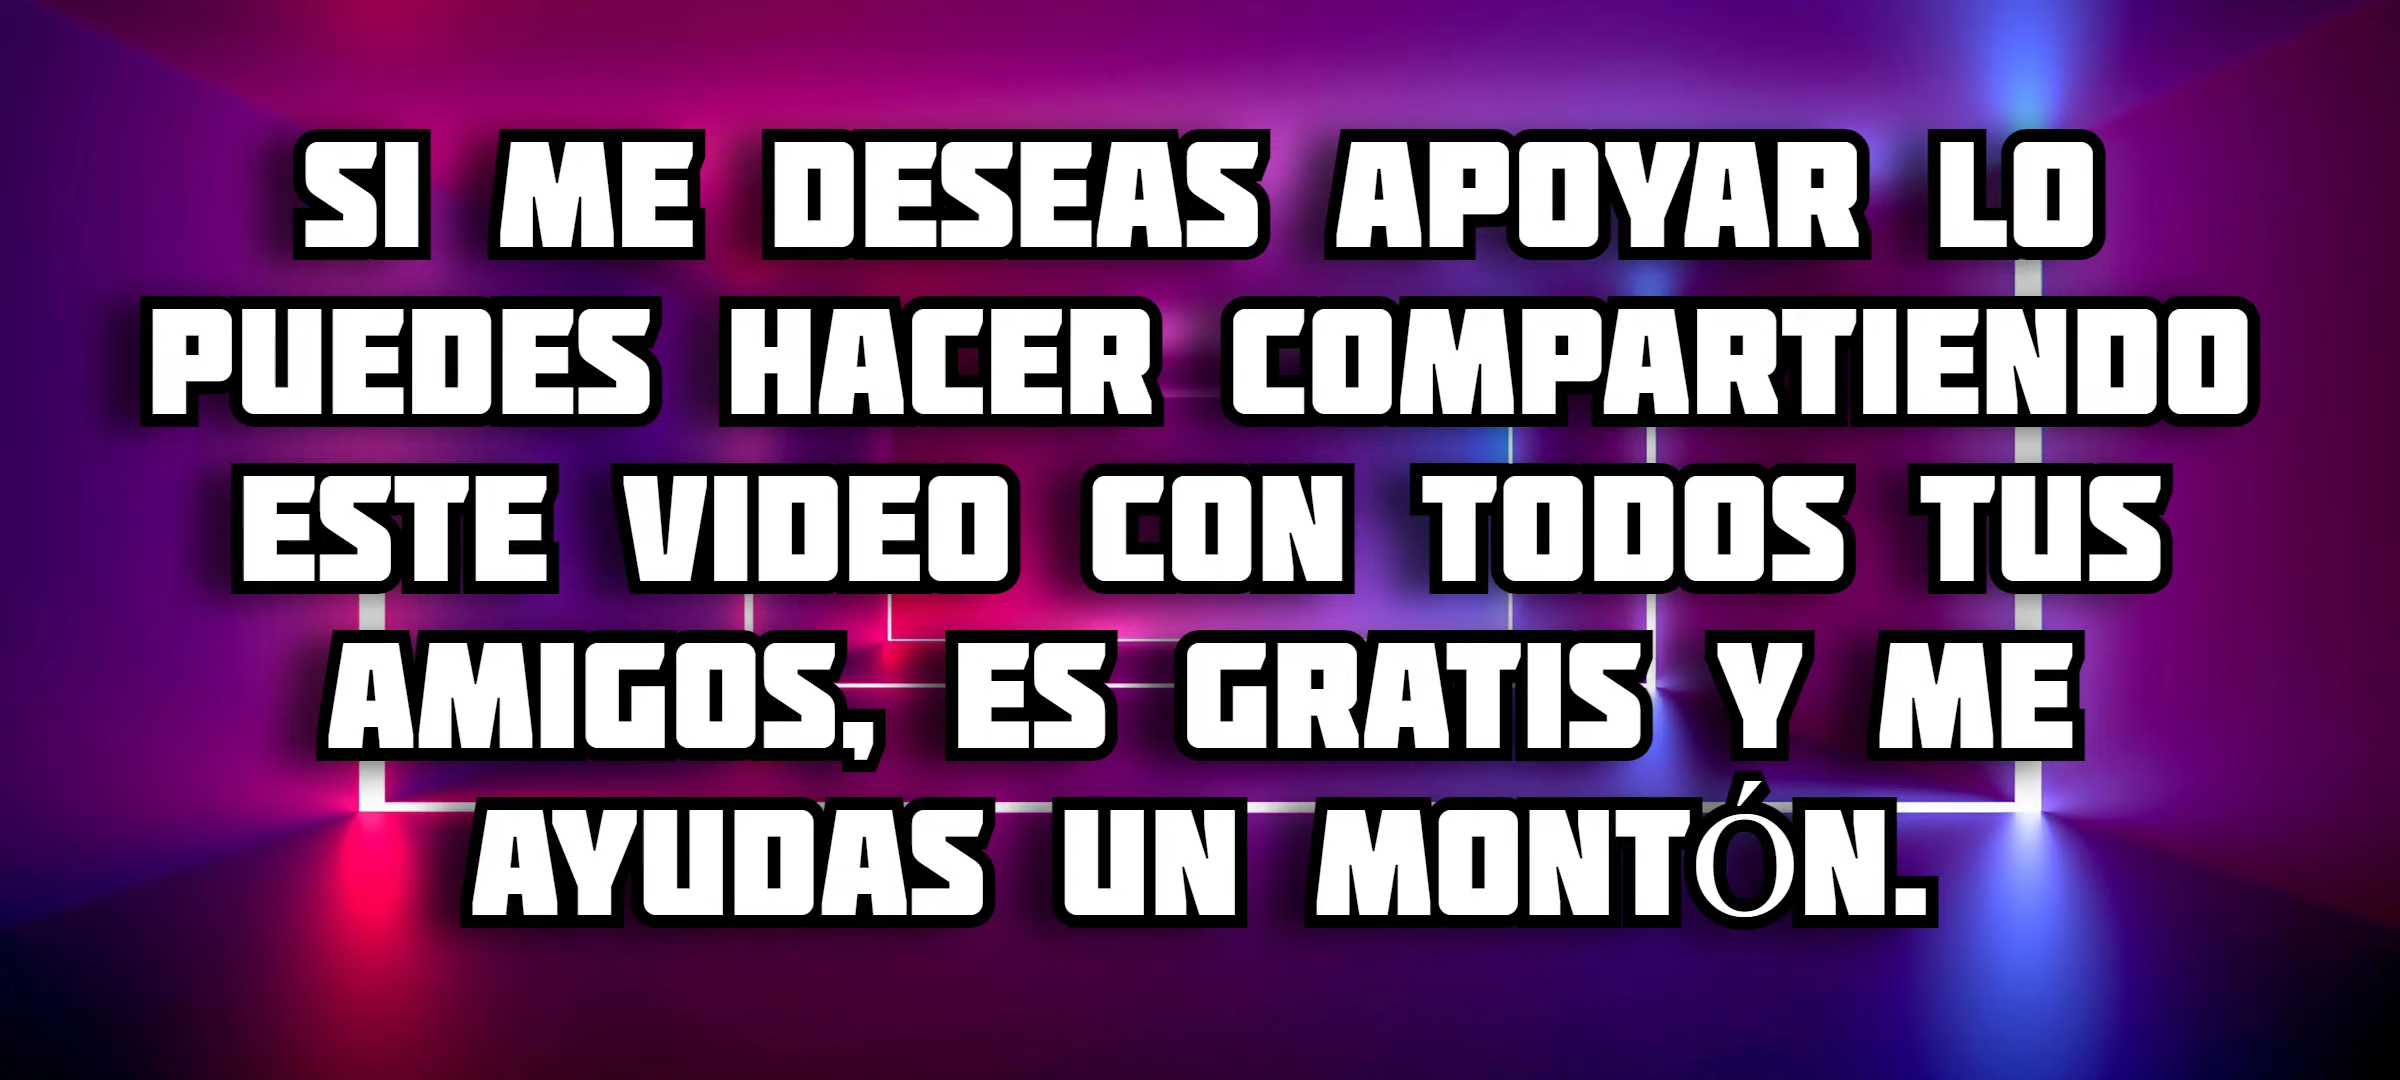 SI ME DESEAS APOYAR LO
PUEDES HACER COMPARTIENDO
ESTE VIDEO CON TODOS TUS
AMIGOS, ES GRATIS Y ME
AYUDAS UN MONTÓN.